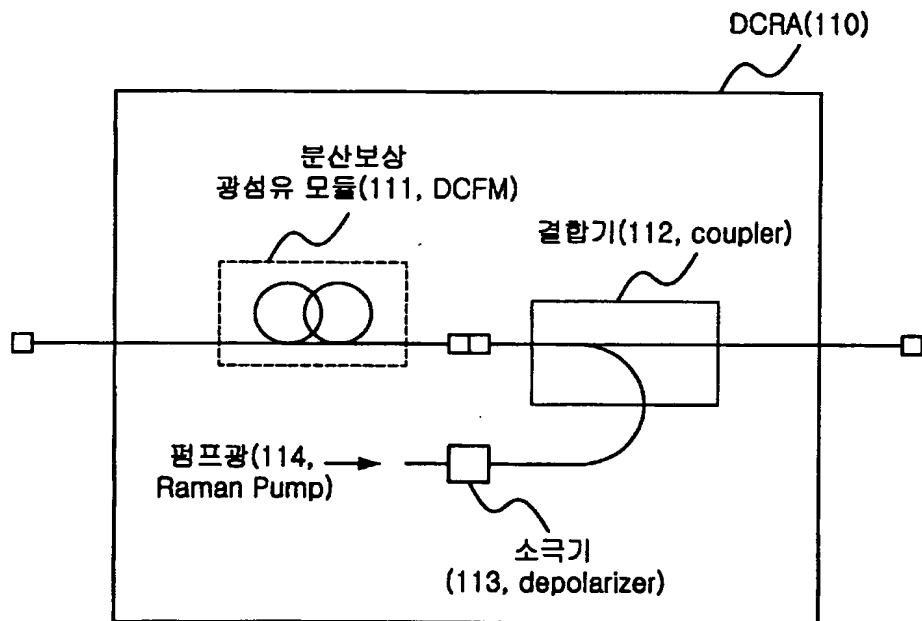 DCRA(110)
분산보상
광섬유 모듈(111, DCFM)
결합기(112, coupler)
펌프광(114,
Raman Pump)
소극기
(113, depolarizer)